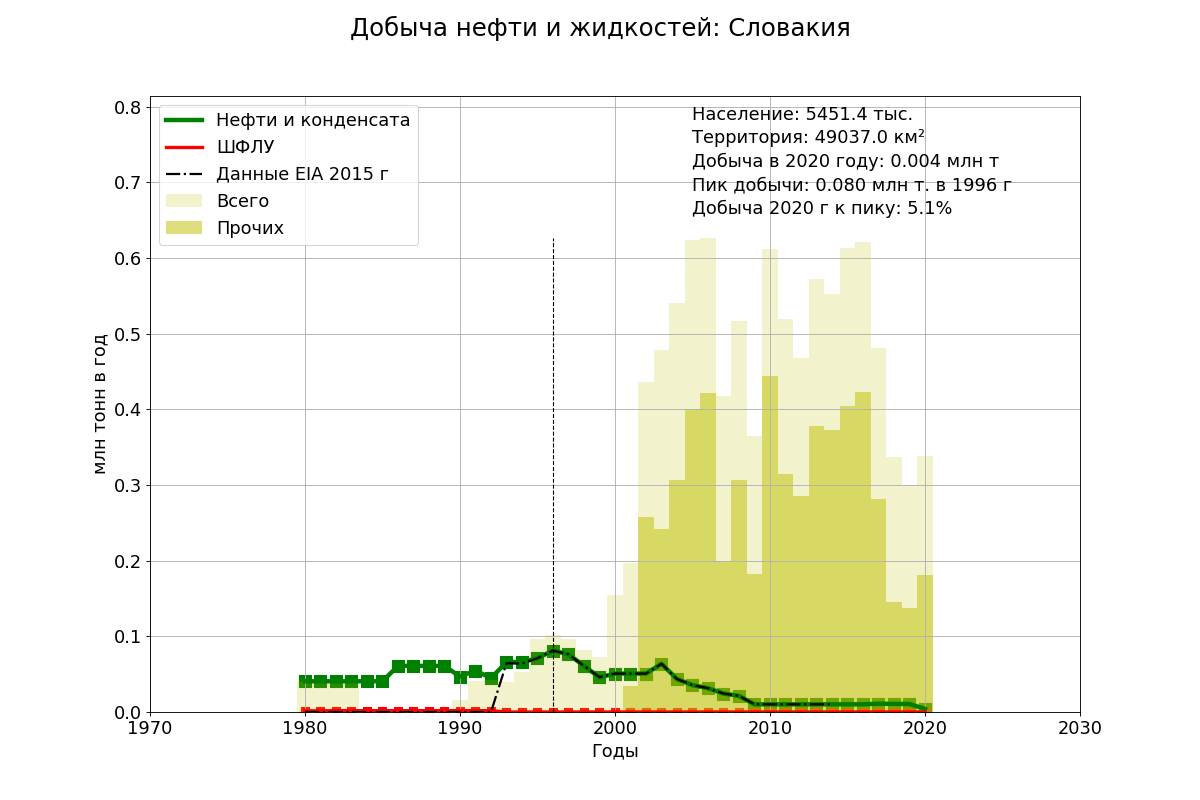 Добыча нефти и жидкостей: Словакия
Нефти и конденсата
ШФЛУ
Данные EIA 2015 г
Всего
Прочих
Население: 5451.4 тыс.
Территория: 49037.0 км²
Добыча в 2020 году: 0.004 млн т
Пик добычи: 0.080 млн т. в 1996 г
Добыча 2020 г к пику: 5.1%
млн тонн в год
0.8
0.7
0.6
0.5
0.4
0.3
0.2
0.1
0.0
1970 1980 1990 2000 2010 2020 2030
Годы